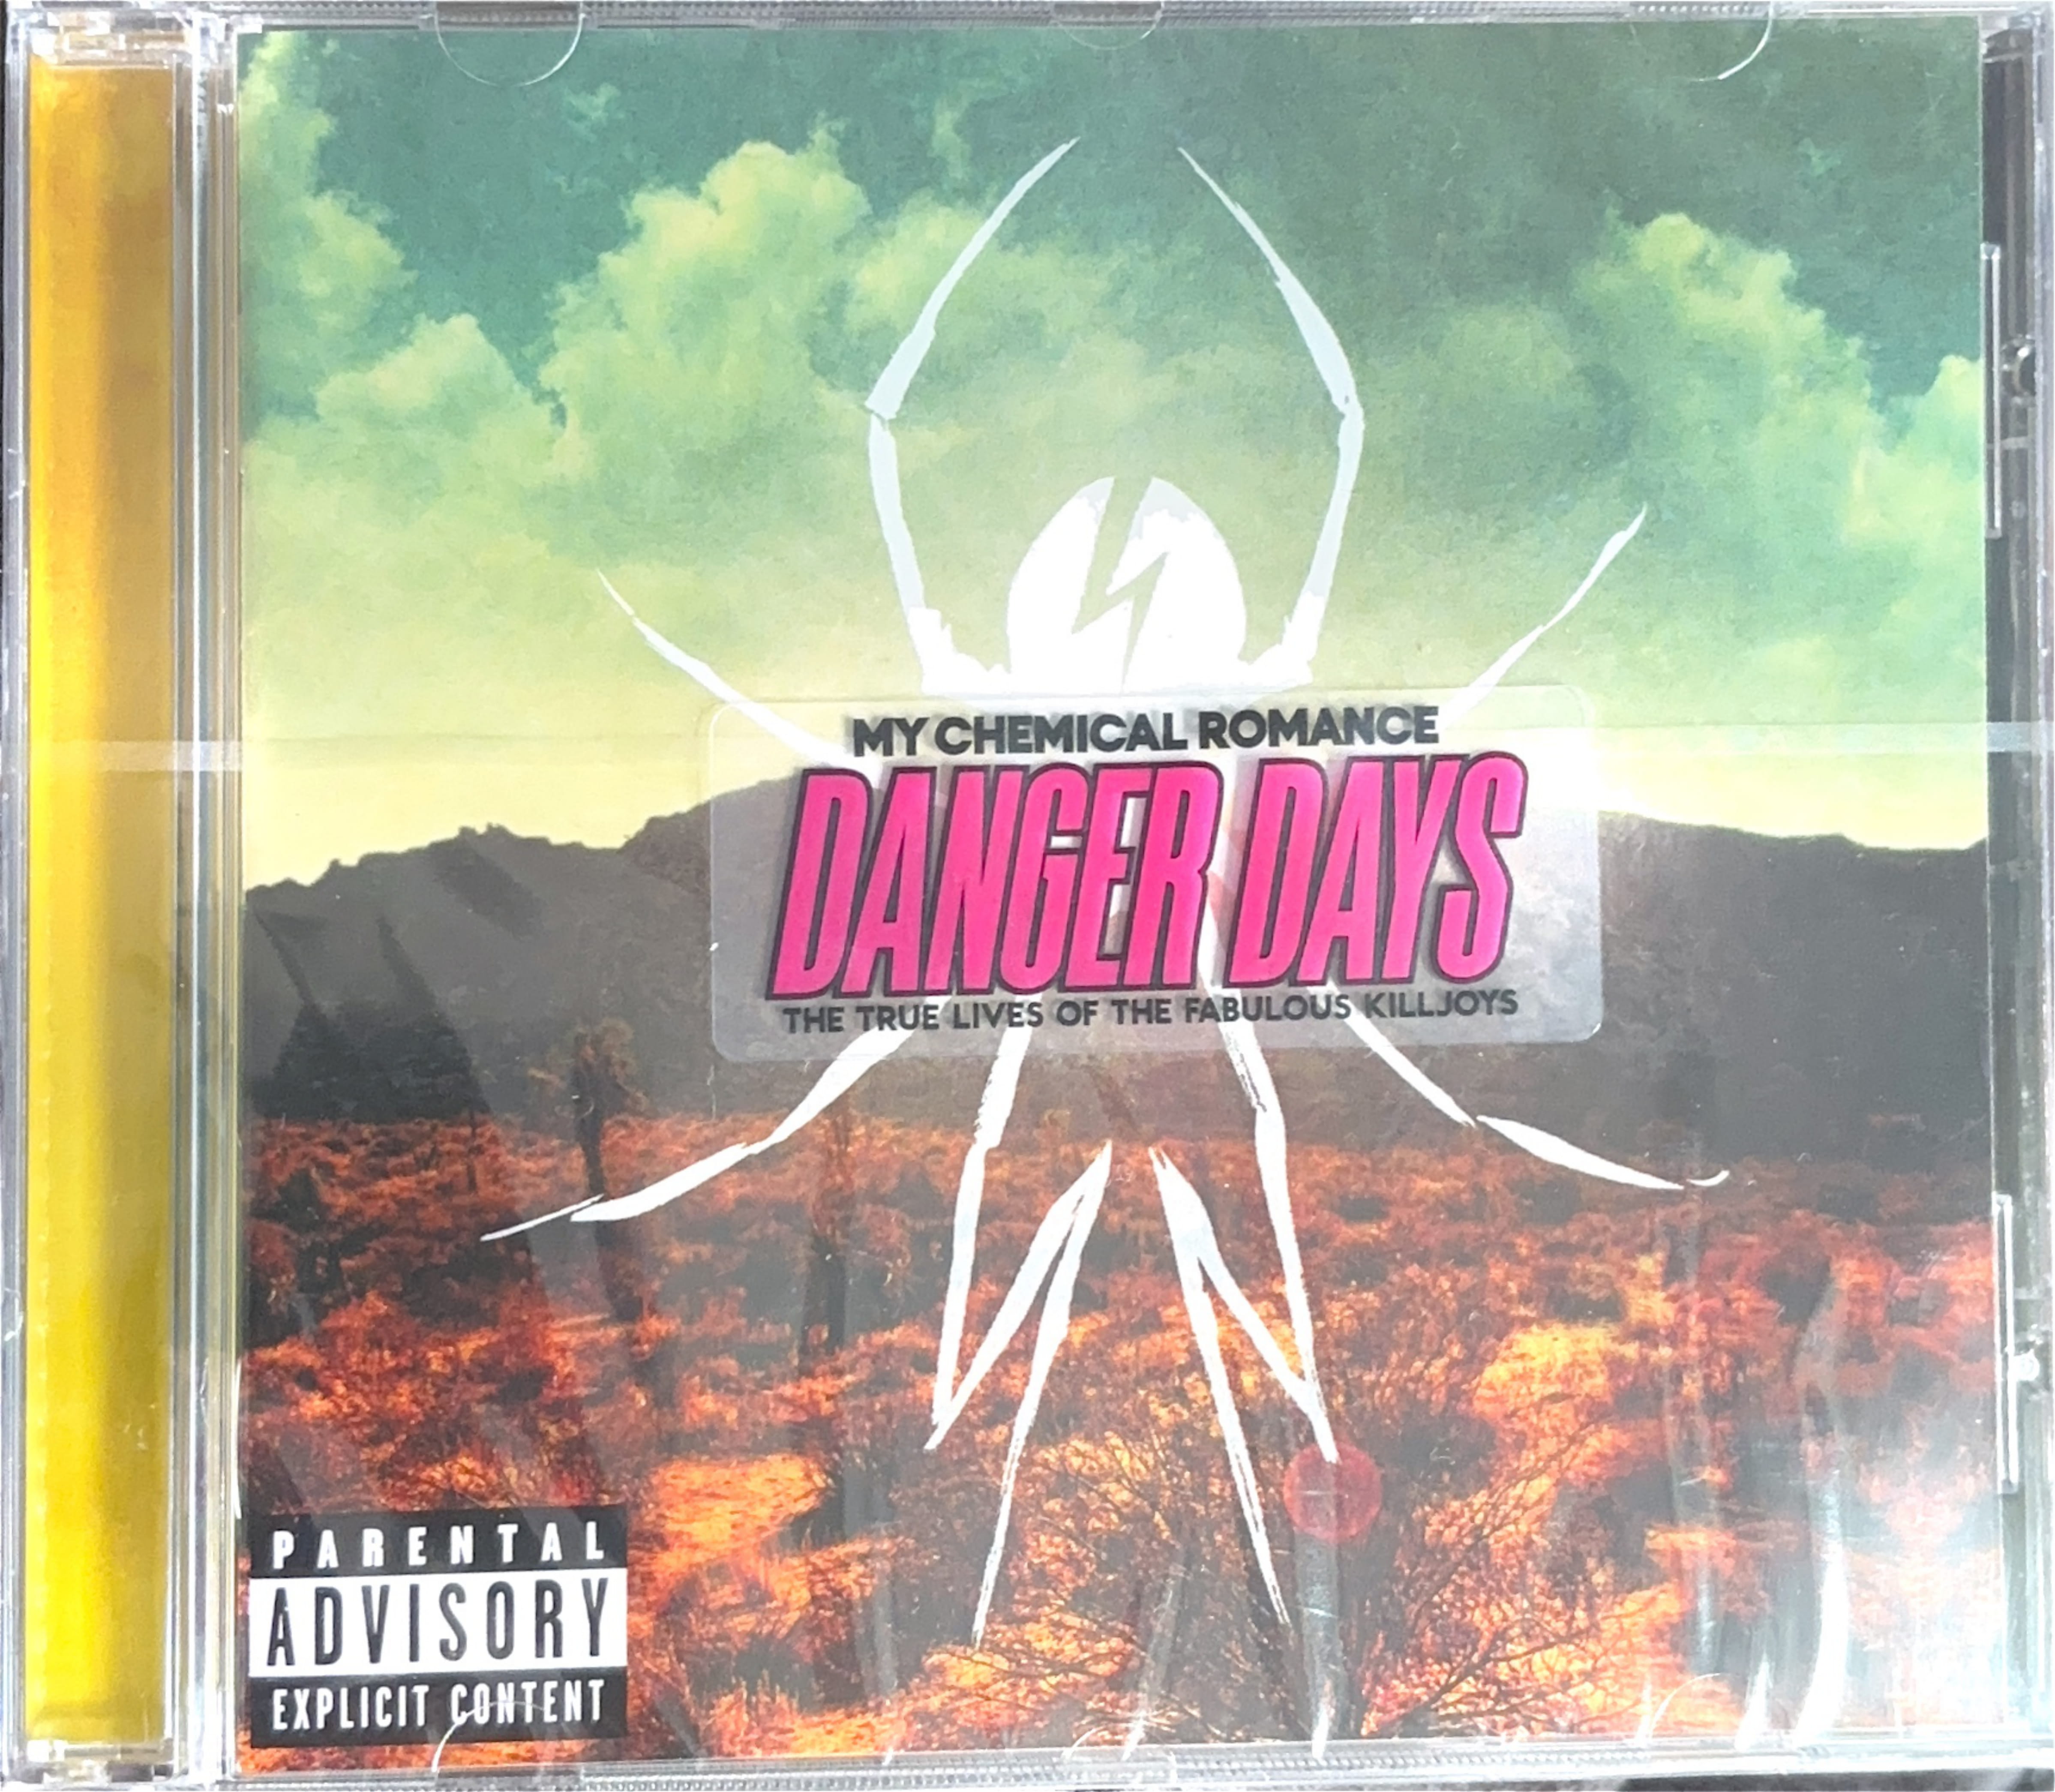 MY CHEMICAL ROMANCE
DANGER DAYS
THE TRUE LIVES OF THE FABULOUS KILLJOYS
PARENTAL
ADVISORY
EXPLICIT CONTENT